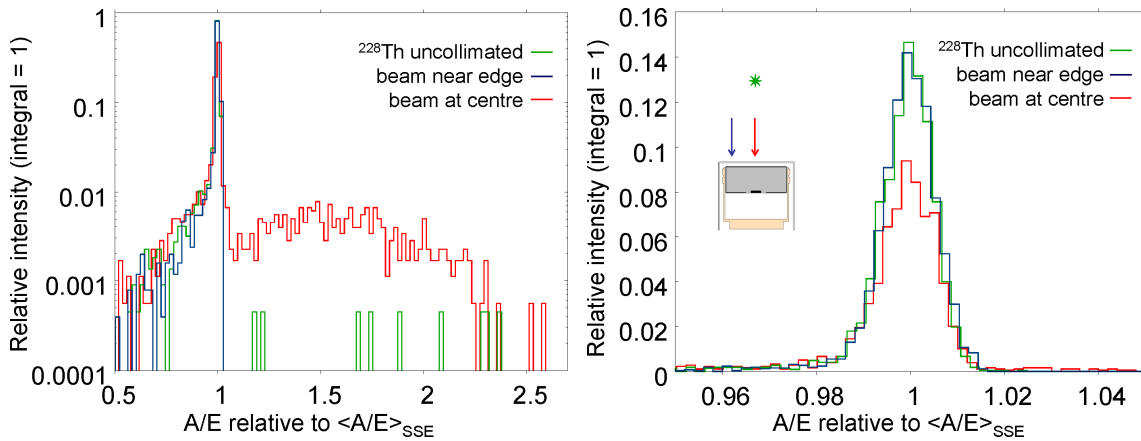 Relative intensity (integral = 1)
1
0.1
0.01
0.001
0.0001
²²⁸Th uncollimated
beam near edge
beam at centre
0.5
1
1.5
2
2.5
A/E relative to <A/E>SSE
Relative intensity (integral = 1)
0.16
0.14
0.12
0.1
0.08
0.06
0.04
0.02
0
²²⁸Th uncollimated
beam near edge
beam at centre
0.96
0.98
1
1.02
1.04
A/E relative to <A/E>SSE